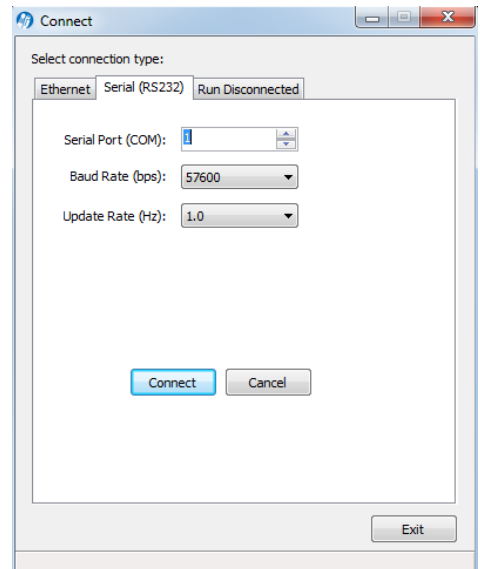 Connect
Select connection type:
Ethernet Serial (RS232) Run Disconnected
Serial Port (COM): 1
Baud Rate (bps): 57600
Update Rate (Hz): 1.0
Connect Cancel
Exit